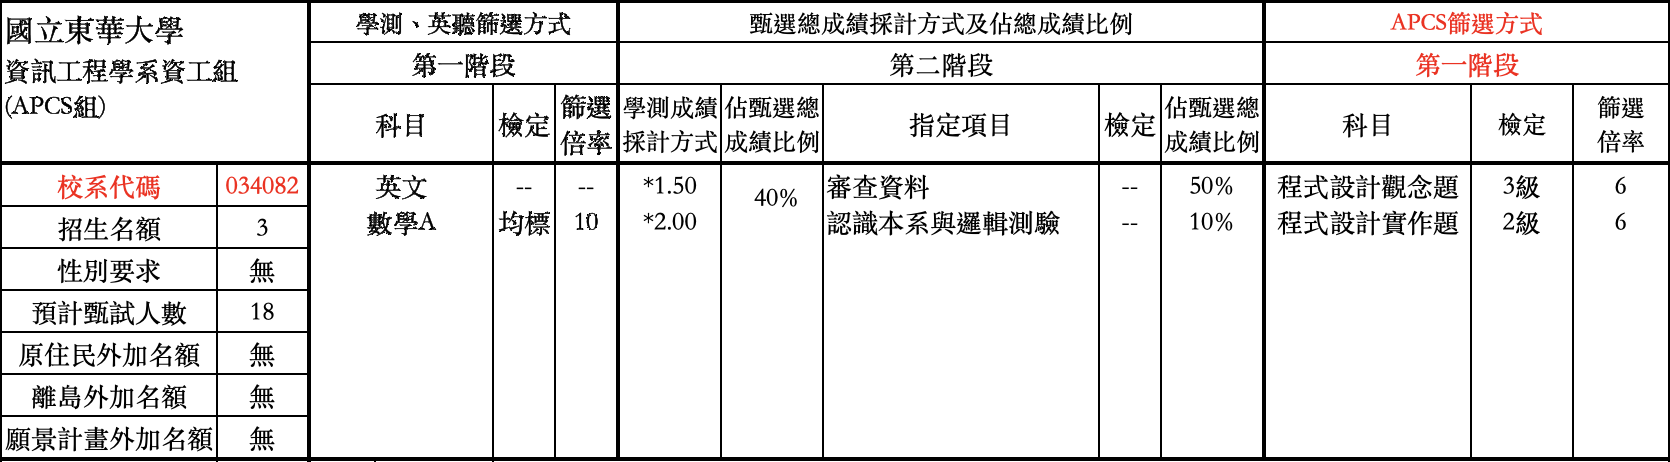 國立東華大學
資訊工程學系資工組
(APCS組)
學測、英聽篩選方式
甄選總成績採計方式及佔總成績比例
APCS篩選方式
第一階段
第二階段
第一階段
科目 檢定 篩選倍率 學測成績採計方式 佔甄選總成績比例 指定項目 檢定 佔甄選總成績比例 科目 檢定 篩選倍率
校系代碼 034082 英文 -- -- *1.50 40% 審查資料 -- 50% 程式設計觀念題 3級 6
招生名額 3 數學A 均標 10 *2.00 認識本系與邏輯測驗 -- 10% 程式設計實作題 2級 6
性別要求 無
預計甄試人數 18
原住民外加名額 無
離島外加名額 無
願景計畫外加名額 無